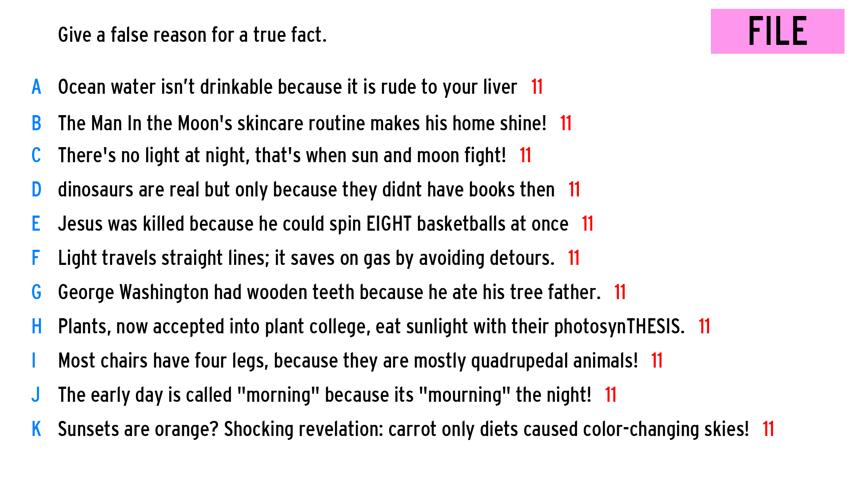 Give a false reason for a true fact.
FILE
A Ocean water isn't drinkable because it is rude to your liver 11
B The Man In the Moon's skincare routine makes his home shine! 11
C There's no light at night, that's when sun and moon fight! 11
D dinosaurs are real but only because they didnt have books then 11
E Jesus was killed because he could spin EIGHT basketballs at once 11
F Light travels straight lines; it saves on gas by avoiding detours. 11
G George Washington had wooden teeth because he ate his tree father. 11
H Plants, now accepted into plant college, eat sunlight with their photosynTHESIS. 11
I Most chairs have four legs, because they are mostly quadrupedal animals! 11
J The early day is called "morning" because its "mourning" the night! 11
K Sunsets are orange? Shocking revelation: carrot only diets caused color-changing skies! 11